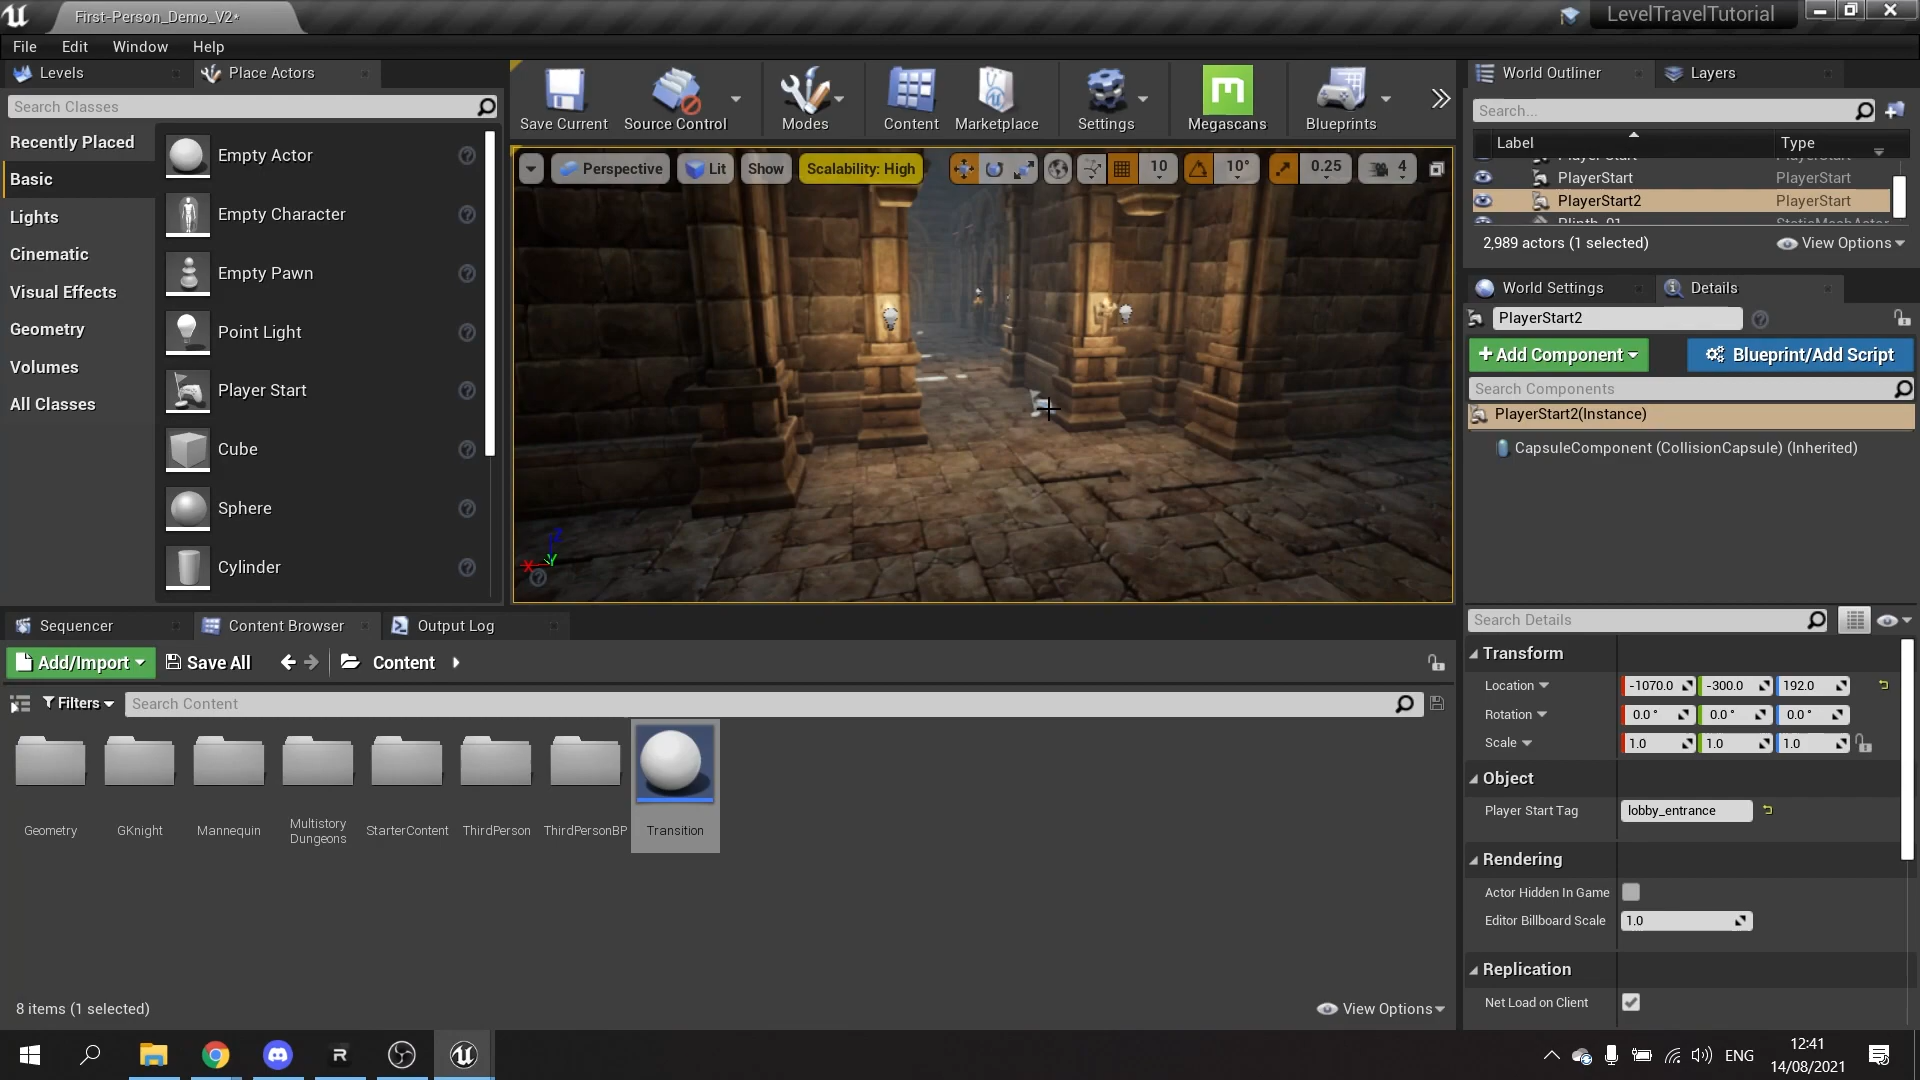 First-Person_Demo_V2*
LevelTravelTutorial
File Edit Window Help
Levels
Place Actors
Search Classes
Recently Placed
Basic
Lights
Cinematic
Visual Effects
Geometry
Volumes
All Classes
Empty Actor
Empty Character
Empty Pawn
Point Light
Player Start
Cube
Sphere
Cylinder
Save Current
Source Control
Modes
Content
Marketplace
Settings
Megascans
Blueprints
Perspective
Lit
Show
Scalability: High
10
10°
0.25
4
X
Y
Z
World Outliner
Layers
Search...
Label Type
PlayerStart PlayerStart
PlayerStart2 PlayerStart
Plinth_01 StaticMeshActor
2,989 actors (1 selected)
View Options
World Settings
Details
PlayerStart2
+ Add Component
Blueprint/Add Script
Search Components
PlayerStart2(Instance)
CapsuleComponent (CollisionCapsule) (Inherited)
Search Details
Transform
Location -1070.0 -300.0 192.0
Rotation 0.0 ° 0.0 ° 0.0 °
Scale 1.0 1.0 1.0
Object
Player Start Tag lobby_entrance
Rendering
Actor Hidden In Game
Editor Billboard Scale 1.0
Replication
Net Load on Client
Sequencer
Content Browser
Output Log
Add/Import
Save All
Content
Filters
Search Content
Geometry
GKnight
Mannequin
Multistory
Dungeons
StarterContent
ThirdPerson
ThirdPersonBP
Transition
8 items (1 selected)
View Options
ENG
12:41
14/08/2021